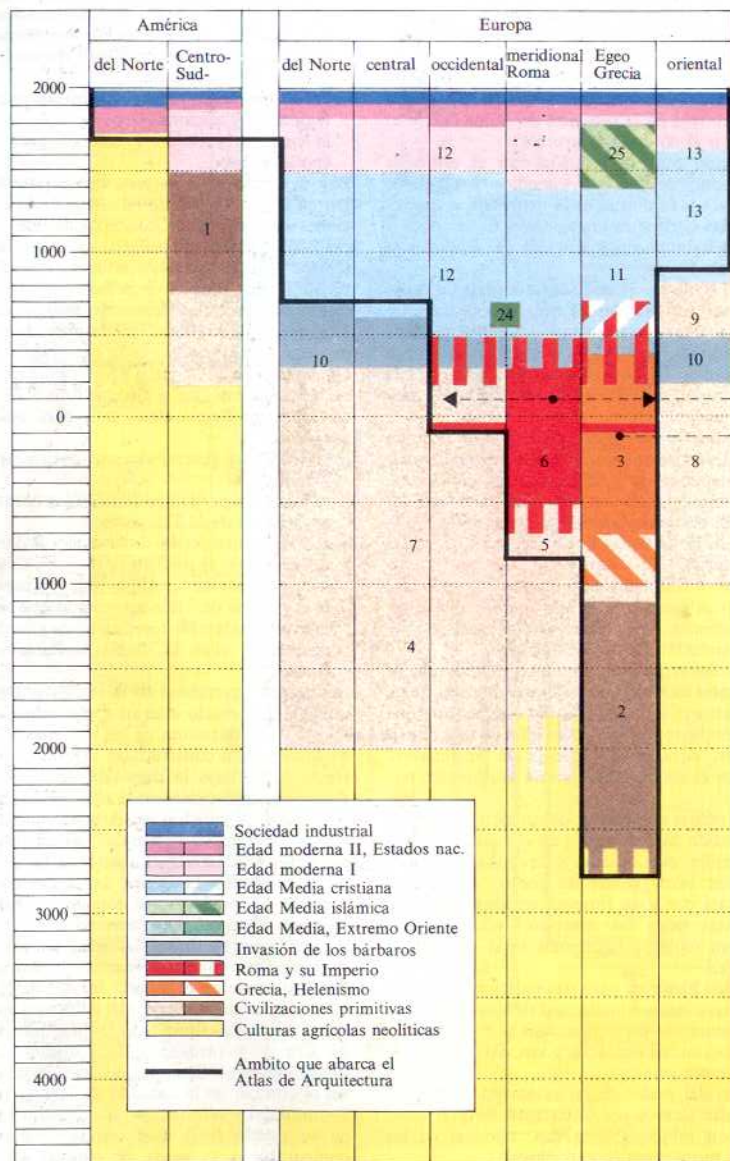 América
Europa
del Norte
Centro-
Sud-
del Norte
central
occidental
meridional
Roma
Egeo
Grecia
oriental
2000
12
25
13
13
1
1000
12
11
24
9
10
10
0
6
3
8
7
5
1000
4
2
2000
3000
4000
Sociedad industrial
Edad moderna II, Estados nac.
Edad moderna I
Edad Media cristiana
Edad Media islámica
Edad Media, Extremo Oriente
Invasión de los bárbaros
Roma y su Imperio
Grecia, Helenismo
Civilizaciones primitivas
Culturas agrícolas neolíticas
Ambito que abarca el
Atlas de Arquitectura